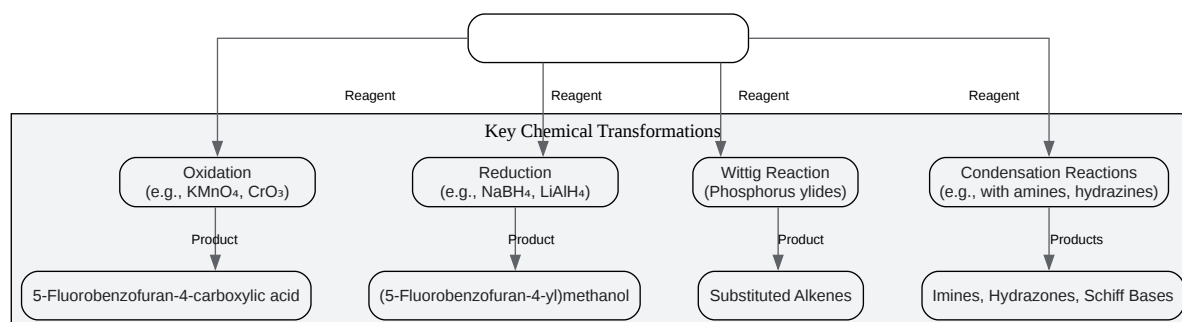 Reagent
Reagent
Reagent
Reagent
Key Chemical Transformations
Oxidation
(e.g., KMnO₄, CrO₃)
Reduction
(e.g., NaBH₄, LiAlH₄)
Wittig Reaction
(Phosphorus ylides)
Condensation Reactions
(e.g., with amines, hydrazines)
Product
Product
Product
Products
5-Fluorobenzofuran-4-carboxylic acid
(5-Fluorobenzofuran-4-yl)methanol
Substituted Alkenes
Imines, Hydrazones, Schiff Bases